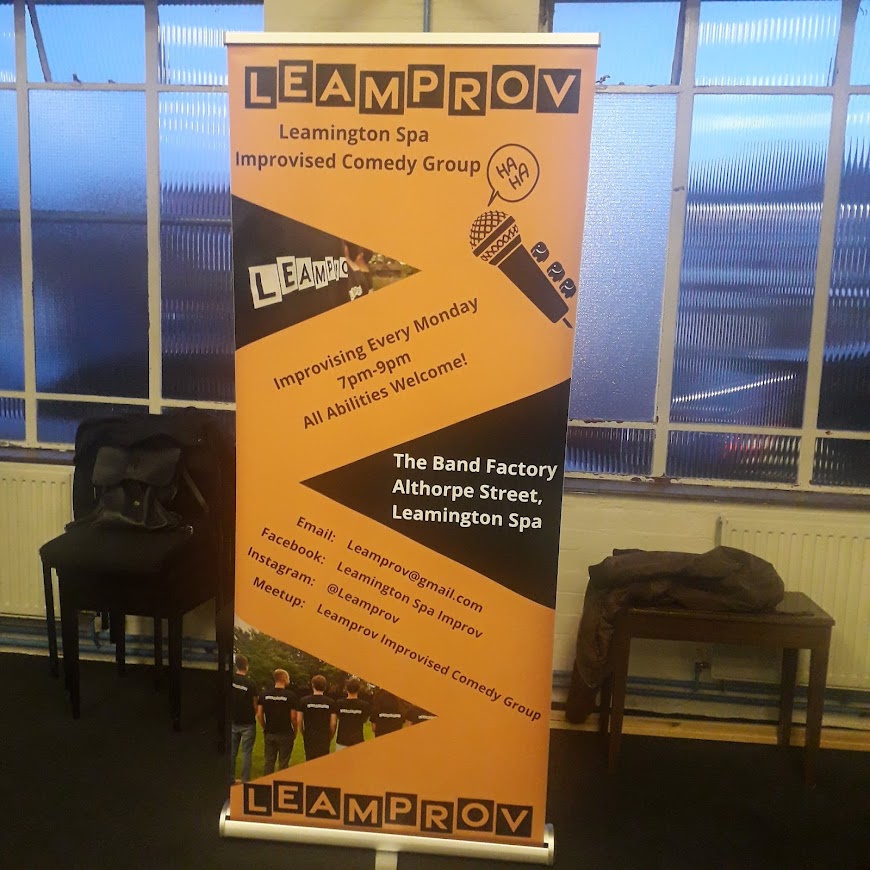 LEAMPROV
Leamington Spa
Improvised Comedy Group
HA
HA
LEAMPRO
Improvising Every Monday
7pm-9pm
All Abilities Welcome!
The Band Factory
Althorpe Street,
Leamington Spa
Email: Leamprov@gmail.com
Facebook: Leamington Spa Improv
Instagram: @Leamprov
Meetup: Leamprov Improvised Comedy Group
LEAMPROV